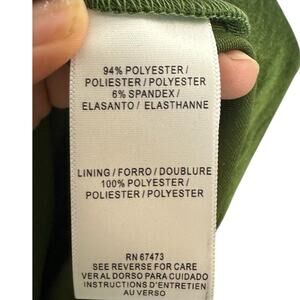 94% POLYESTER /
POLIESTER / POLYESTER
6% SPANDEX /
ELASANTO / ELASTHANNE
LINING / FORRO / DOUBLURE
100% POLYESTER /
POLIESTER / POLYESTER
RN 67473
SEE REVERSE FOR CARE
VER AL DORSO PARA CUIDADO
INSTRUCTIONS D'ENTRETIEN
AU VERSO